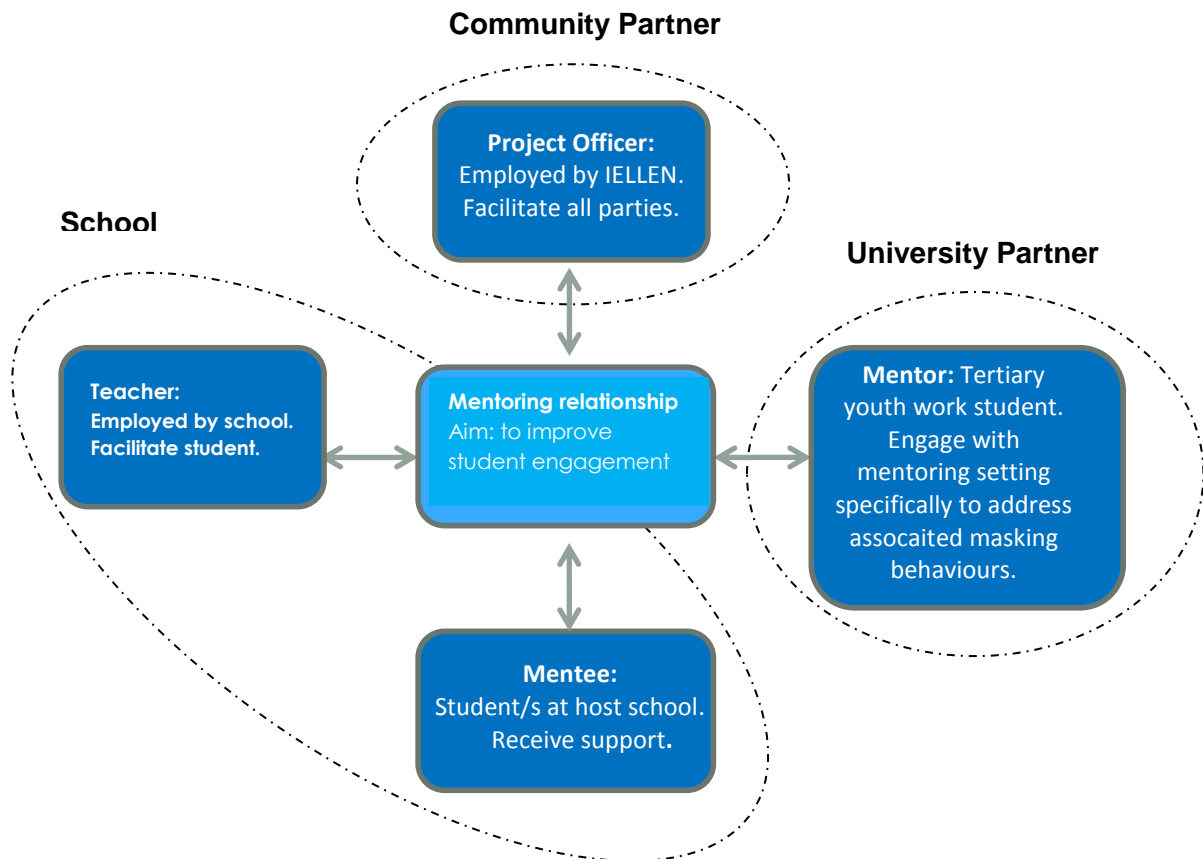 Community Partner
Project Officer:
Employed by IELLEN.
Facilitate all parties.
School
University Partner
Teacher:
Employed by school.
Facilitate student.
Mentoring relationship
Aim: to improve
student engagement
Mentor: Tertiary
youth work student.
Engage with
mentoring setting
specifically to address
assocaited masking
behaviours.
Mentee:
Student/s at host school.
Receive support.